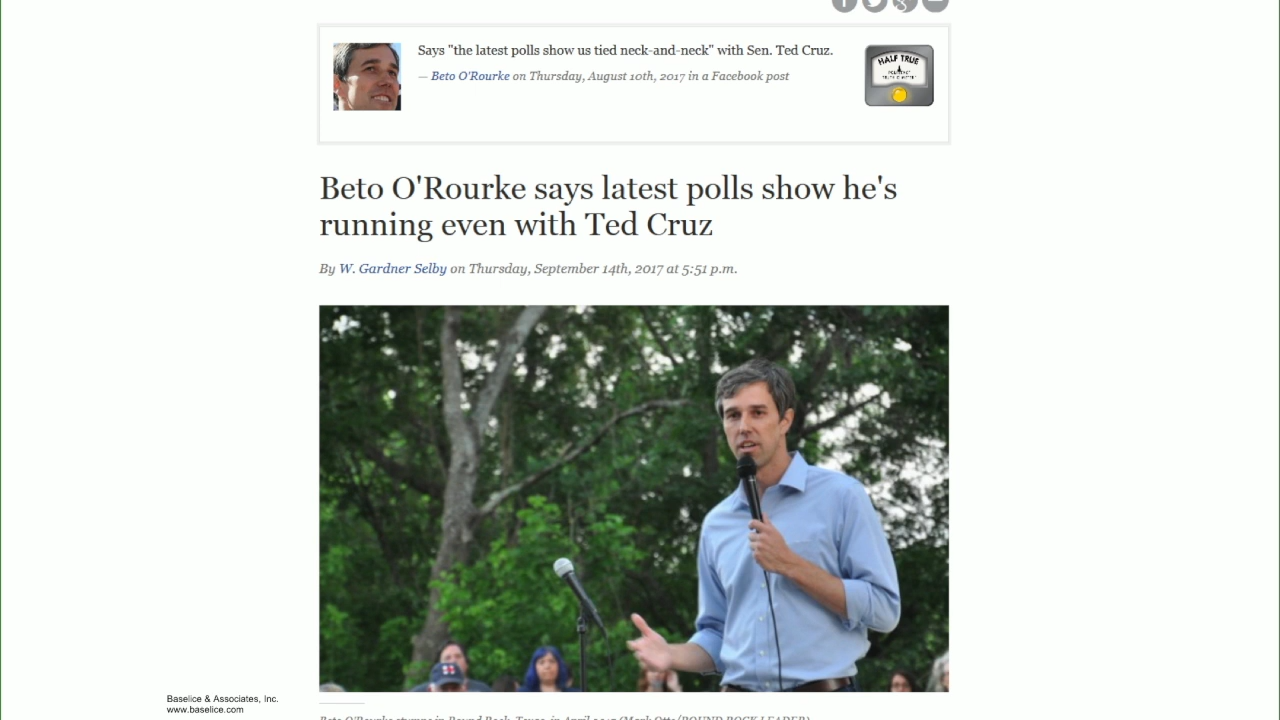 Says "the latest polls show us tied neck-and-neck" with Sen. Ted Cruz.
— Beto O'Rourke on Thursday, August 10th, 2017 in a Facebook post
HALF TRUE
Beto O'Rourke says latest polls show he's
running even with Ted Cruz
By W. Gardner Selby on Thursday, September 14th, 2017 at 5:51 p.m.
Baselice & Associates, Inc.
www.baselice.com